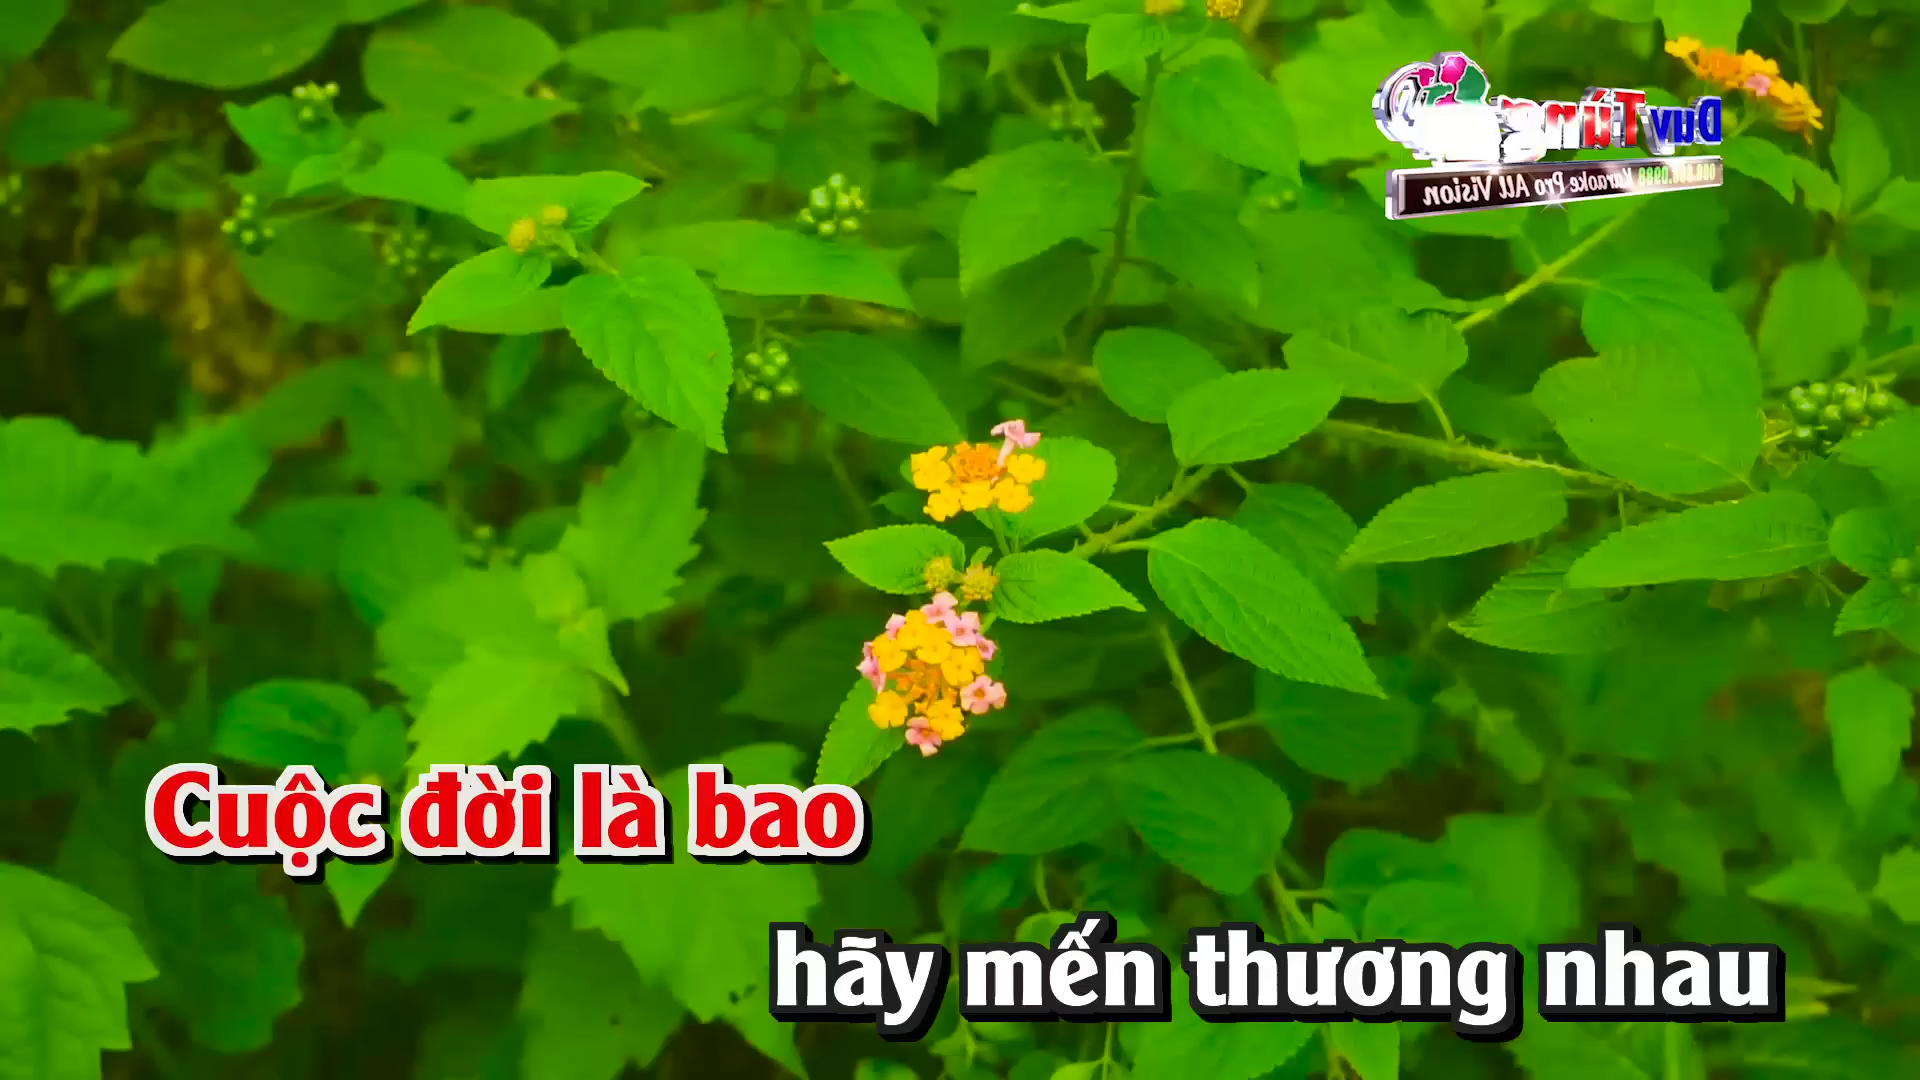 Duy Tùng
Karaoke Pro All Vision
Cuộc đời là bao
hãy mến thương nhau